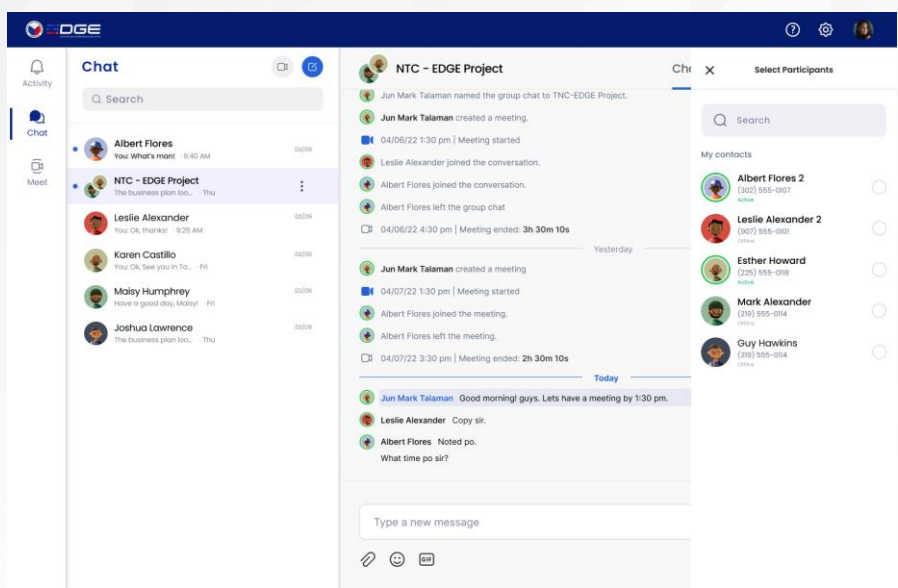 EDGE
Activity
Chat
Meet
Chat
Search
Albert Flores
You: What's man! · 9:40 AM
03/09
NTC - EDGE Project
The business plan loo... · Thu
Leslie Alexander
You: Ok, thanks! · 9:25 AM
03/09
Karen Castillo
You: Ok, See you in To... · Fri
03/09
Maisy Humphrey
Have a good day, Maisy! · Fri
03/09
Joshua Lawrence
The business plan loo... · Thu
03/09
NTC - EDGE Project
Jun Mark Talaman named the group chat to TNC-EDGE Project.
Jun Mark Talaman created a meeting.
04/06/22 1:30 pm | Meeting started
Leslie Alexander joined the conversation.
Albert Flores joined the conversation.
Albert Flores left the group chat
04/06/22 4:30 pm | Meeting ended: 3h 30m 10s
Yesterday
Jun Mark Talaman created a meeting
04/07/22 1:30 pm | Meeting started
Albert Flores joined the meeting.
Albert Flores left the meeting.
04/07/22 3:30 pm | Meeting ended: 2h 30m 10s
Today
Jun Mark Talaman Good morning! guys. Lets have a meeting by 1:30 pm.
Leslie Alexander Copy sir.
Albert Flores Noted po.
What time po sir?
Type a new message
GIF
Select Participants
Search
My contacts
Albert Flores 2
(302) 555-0107
Active
Leslie Alexander 2
(907) 555-0101
Offline
Esther Howard
(225) 555-0118
Active
Mark Alexander
(219) 555-0114
Offline
Guy Hawkins
(219) 555-0114
Offline